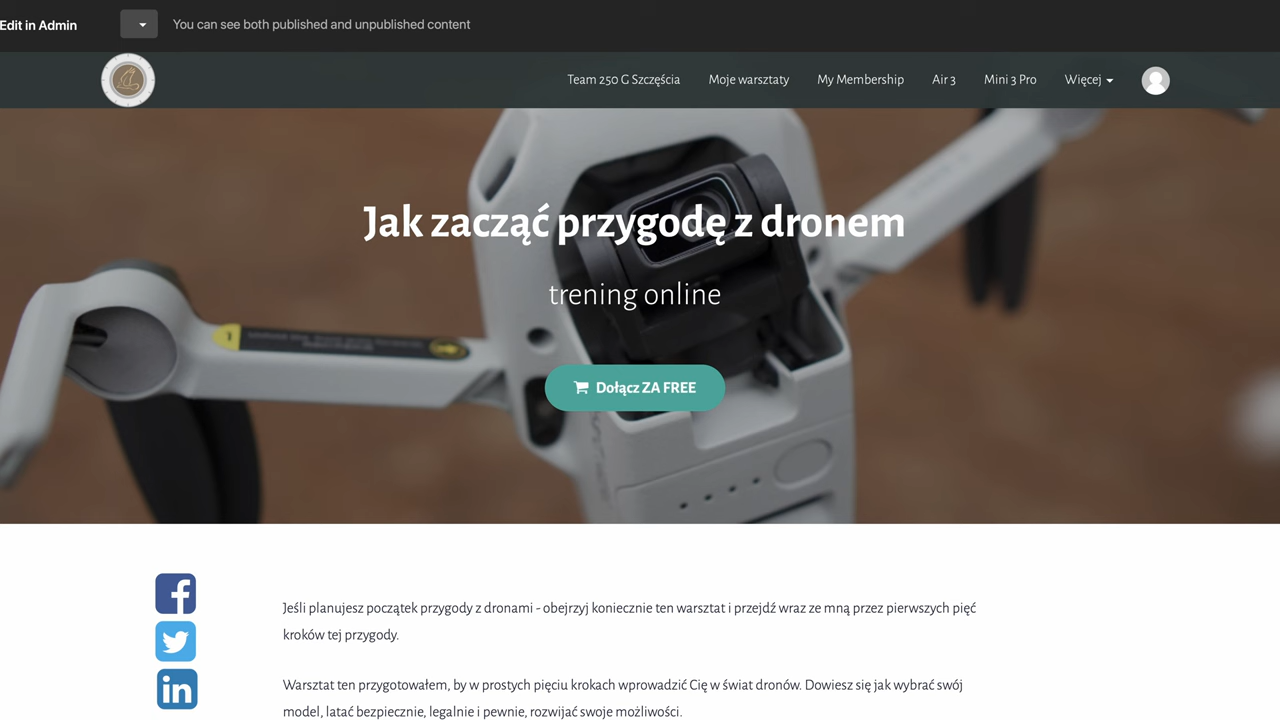 Edit in Admin
You can see both published and unpublished content
Team 250 G Szczęścia Moje warsztaty My Membership Air 3 Mini 3 Pro Więcej
Jak zacząć przygodę z dronem
trening online
Dołącz ZA FREE
Jeśli planujesz początek przygody z dronami - obejrzyj koniecznie ten warsztat i przejdź wraz ze mną przez pierwszych pięć
kroków tej przygody.
Warsztat ten przygotowałem, by w prostych pięciu krokach wprowadzić Cię w świat dronów. Dowiesz się jak wybrać swój
model, latać bezpiecznie, legalnie i pewnie, rozwijać swoje możliwości.